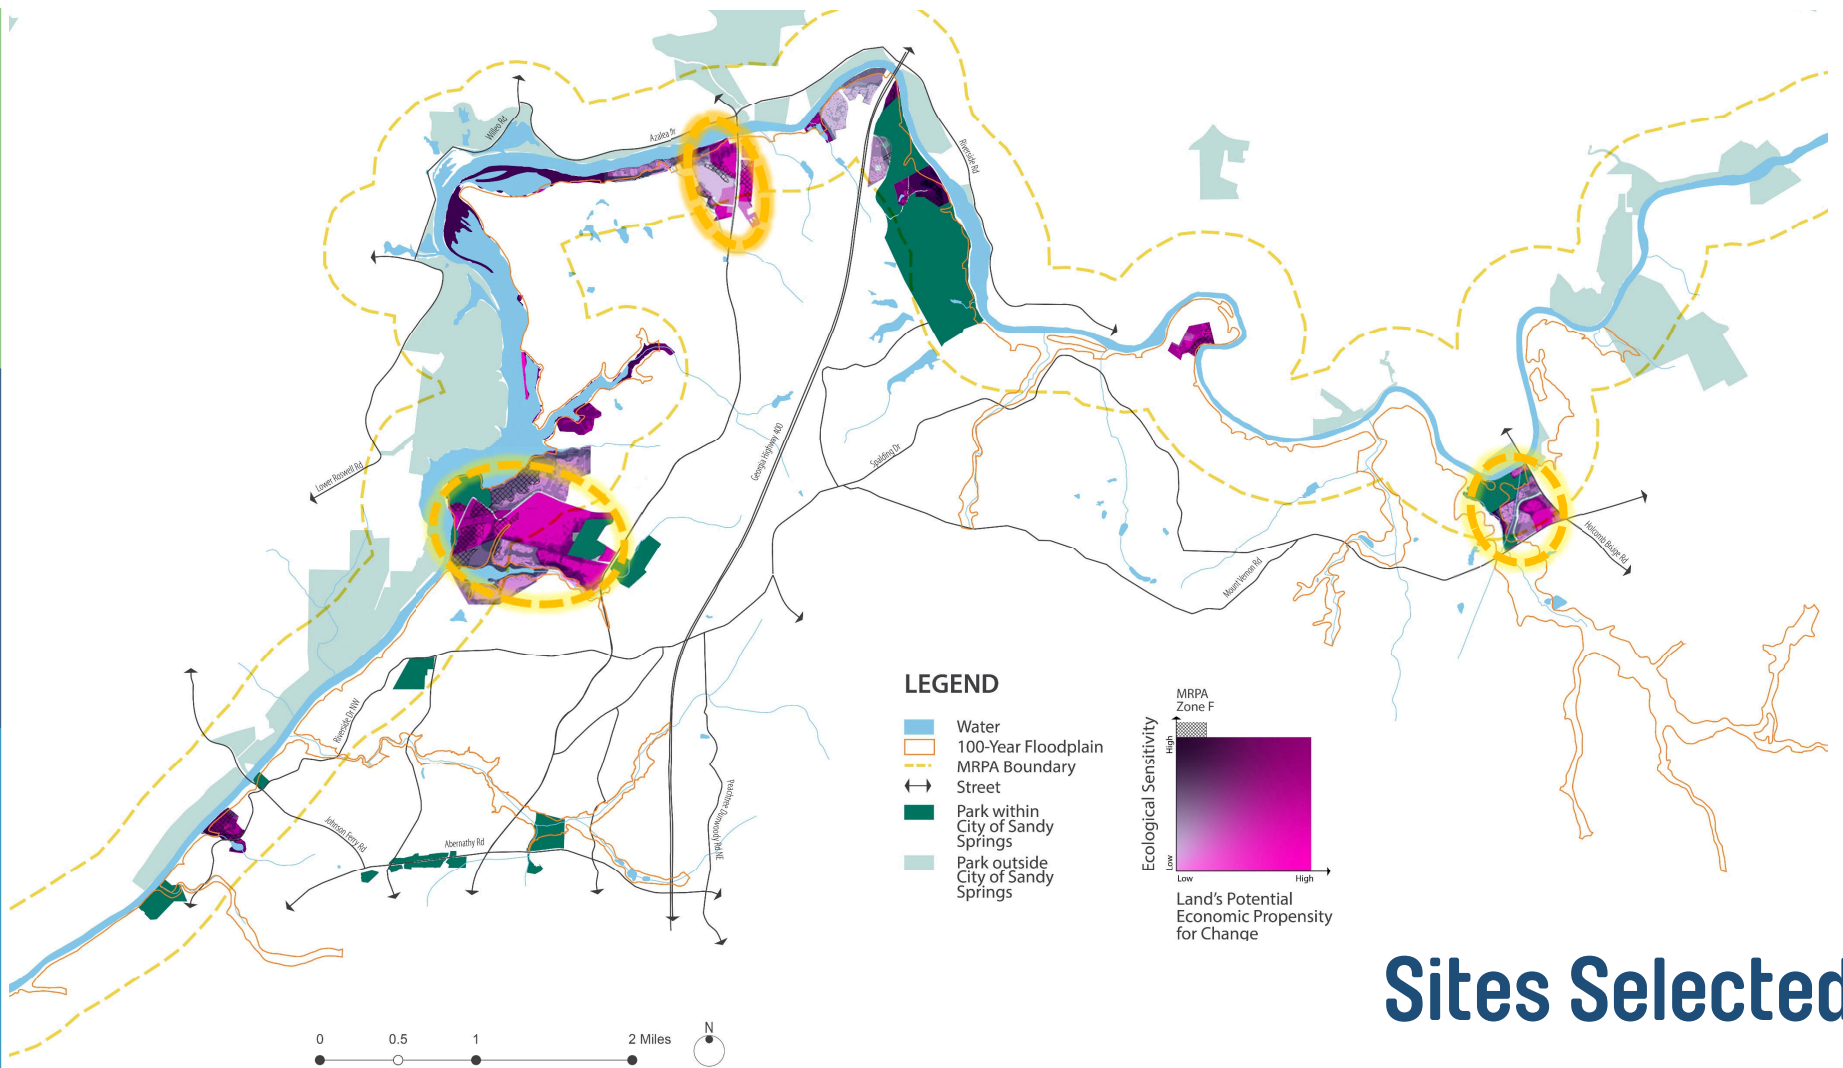 Willeo Rd
Azalea Dr
Riverside Rd
Lower Roswell Rd
Georgia Highway 400
Spalding Dr
Holcomb Bridge Rd
Mount Vernon Rd
Riverside Dr NW
Johnson Ferry Rd
Abernathy Rd
Peachtree Dunwoody Rd NE
LEGEND
Water
100-Year Floodplain
MRPA Boundary
Street
Park within
City of Sandy
Springs
Park outside
City of Sandy
Springs
MRPA
Zone F
Ecological Sensitivity
High
Low
Low
High
Land's Potential
Economic Propensity
for Change
Sites Selected
0
0.5
1
2 Miles
N